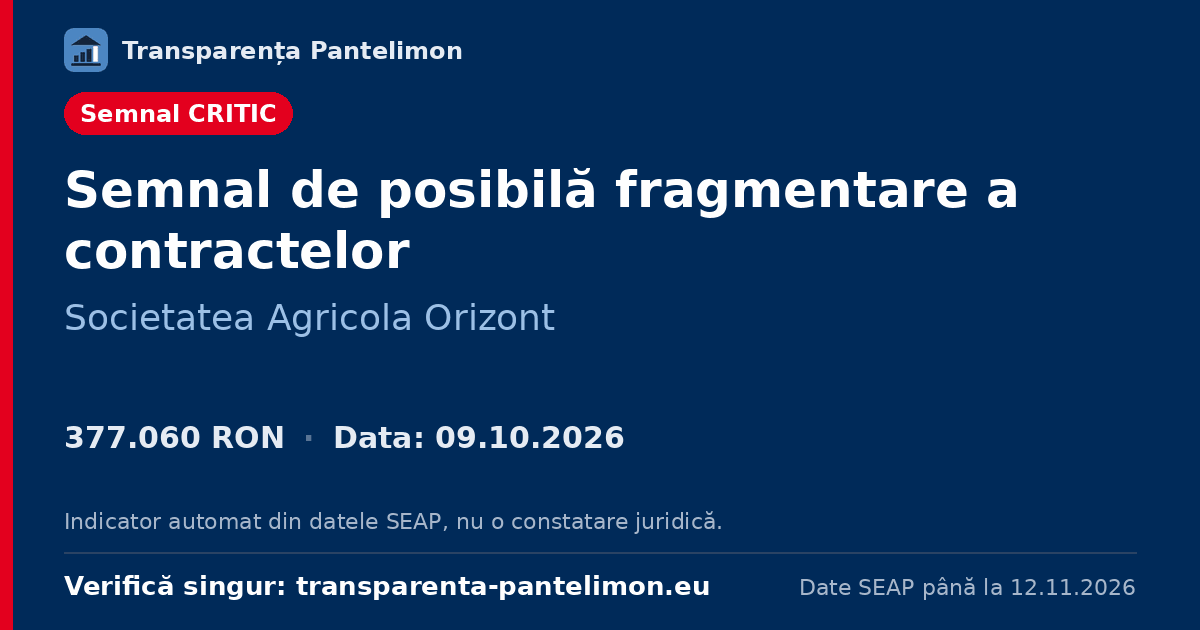 Transparența Pantelimon
Semnal CRITIC
Semnal de posibilă fragmentare a
contractelor
Societatea Agricola Orizont
377.060 RON · Data: 09.10.2026
Indicator automat din datele SEAP, nu o constatare juridică.
Verifică singur: transparenta-pantelimon.eu
Date SEAP până la 12.11.2026